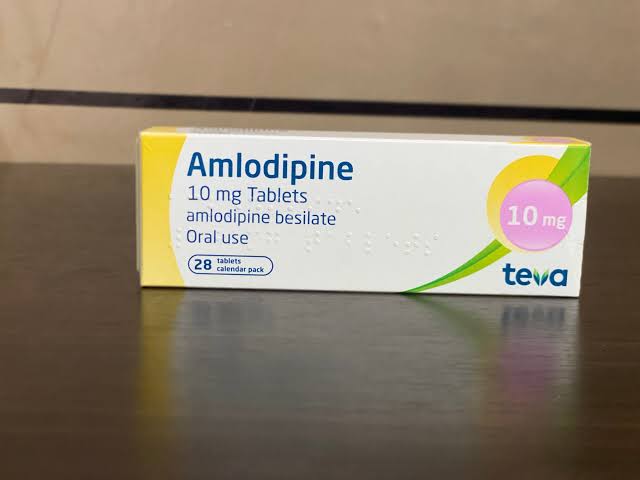 Amlodipine
10 mg Tablets
amlodipine besilate
Oral use
28 tablets
calendar pack
10 mg
teva